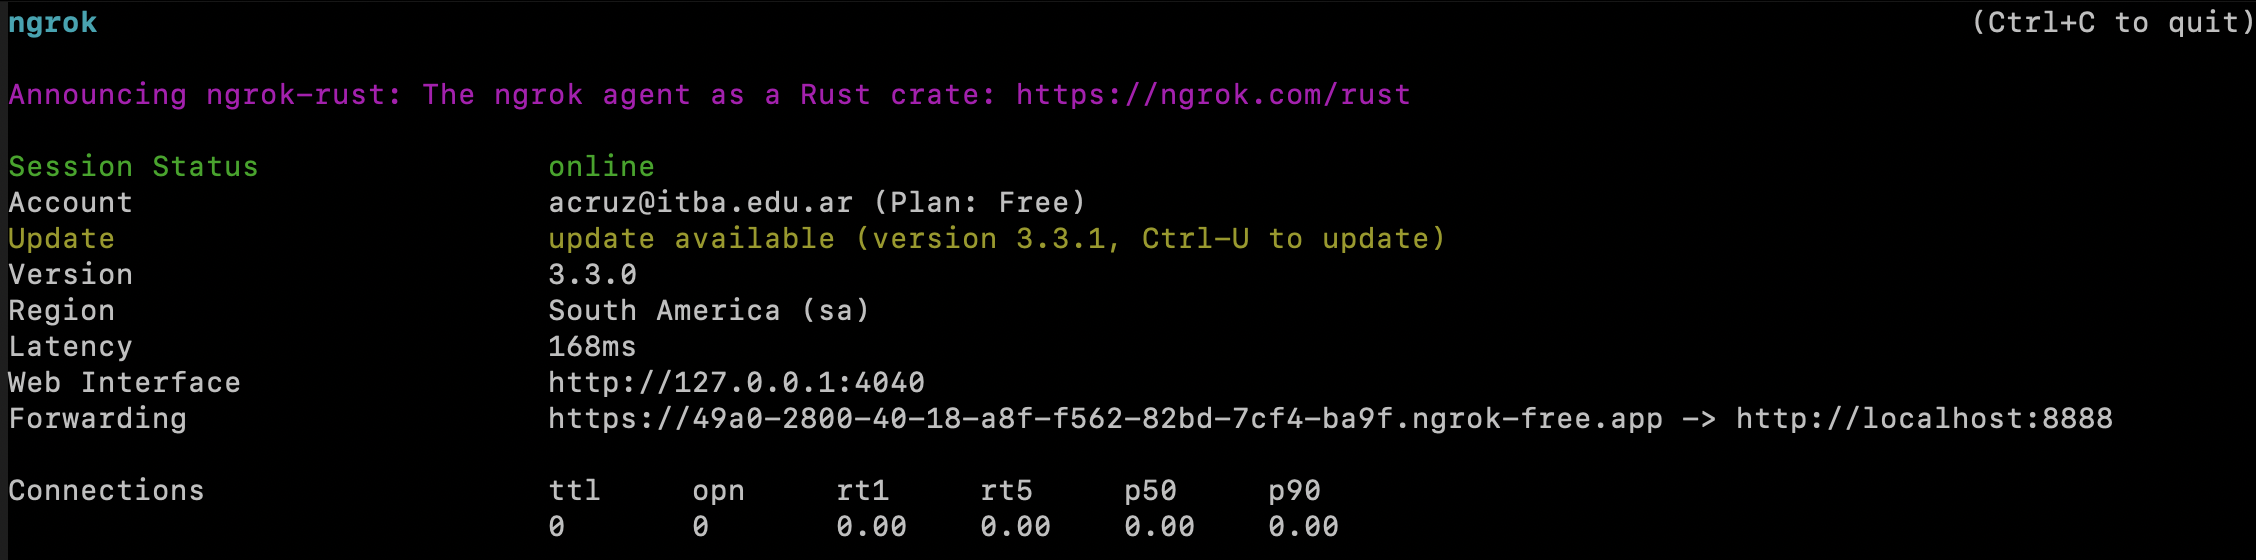 ngrok (Ctrl+C to quit)
Announcing ngrok-rust: The ngrok agent as a Rust crate: https://ngrok.com/rust
Session Status online
Account acruz@itba.edu.ar (Plan: Free)
Update update available (version 3.3.1, Ctrl-U to update)
Version 3.3.0
Region South America (sa)
Latency 168ms
Web Interface http://127.0.0.1:4040
Forwarding https://49a0-2800-40-18-a8f-f562-82bd-7cf4-ba9f.ngrok-free.app -> http://localhost:8888
Connections ttl opn rt1 rt5 p50 p90
0 0 0.00 0.00 0.00 0.00